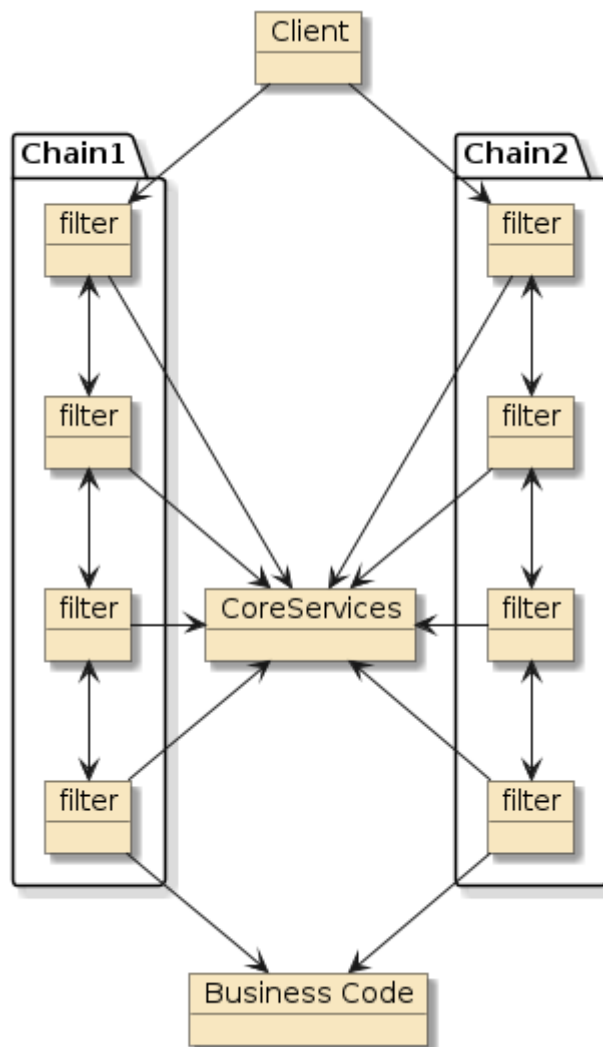 Client
Chain1
Chain2
filter
filter
filter
filter
filter
CoreServices
filter
filter
filter
Business Code